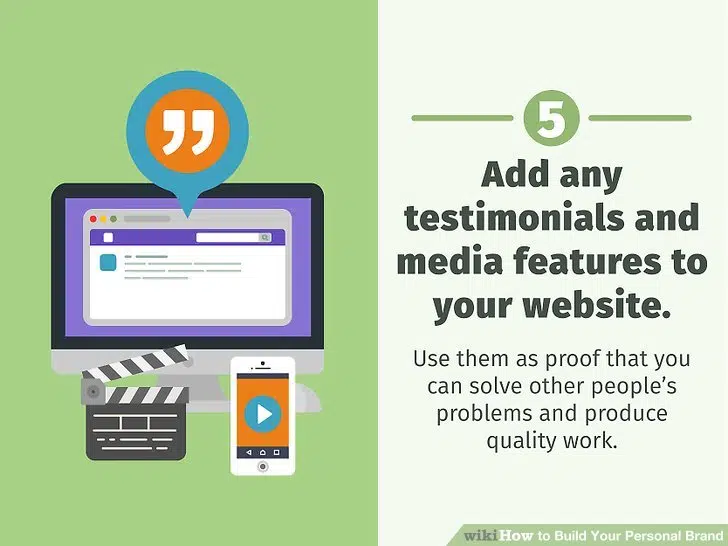 5
Add any
testimonials and
media features to
your website.
Use them as proof that you
can solve other people’s
problems and produce
quality work.
wikiHow to Build Your Personal Brand